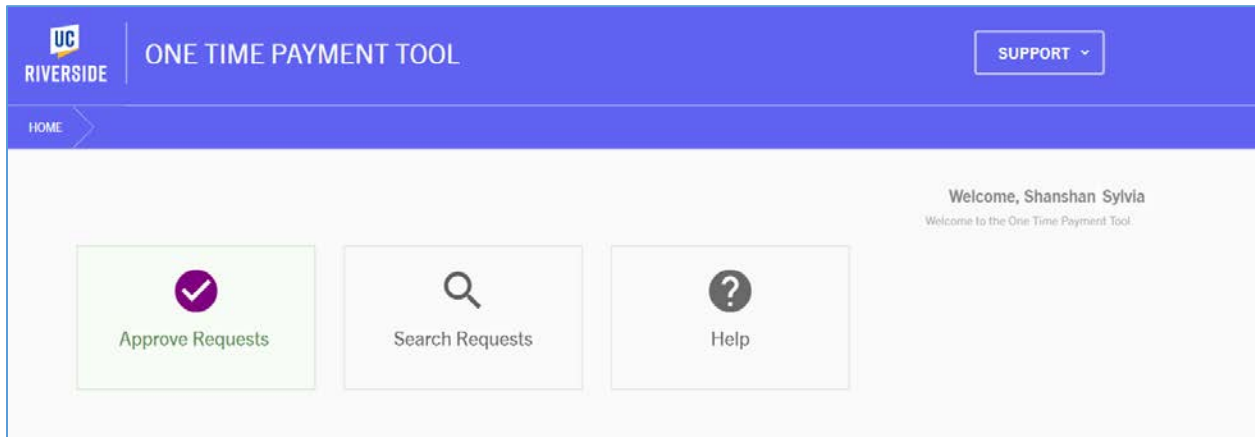 UC
RIVERSIDE
ONE TIME PAYMENT TOOL
SUPPORT
HOME
Welcome, Shanshan Sylvia
Welcome to the One Time Payment Tool
Approve Requests
Search Requests
Help